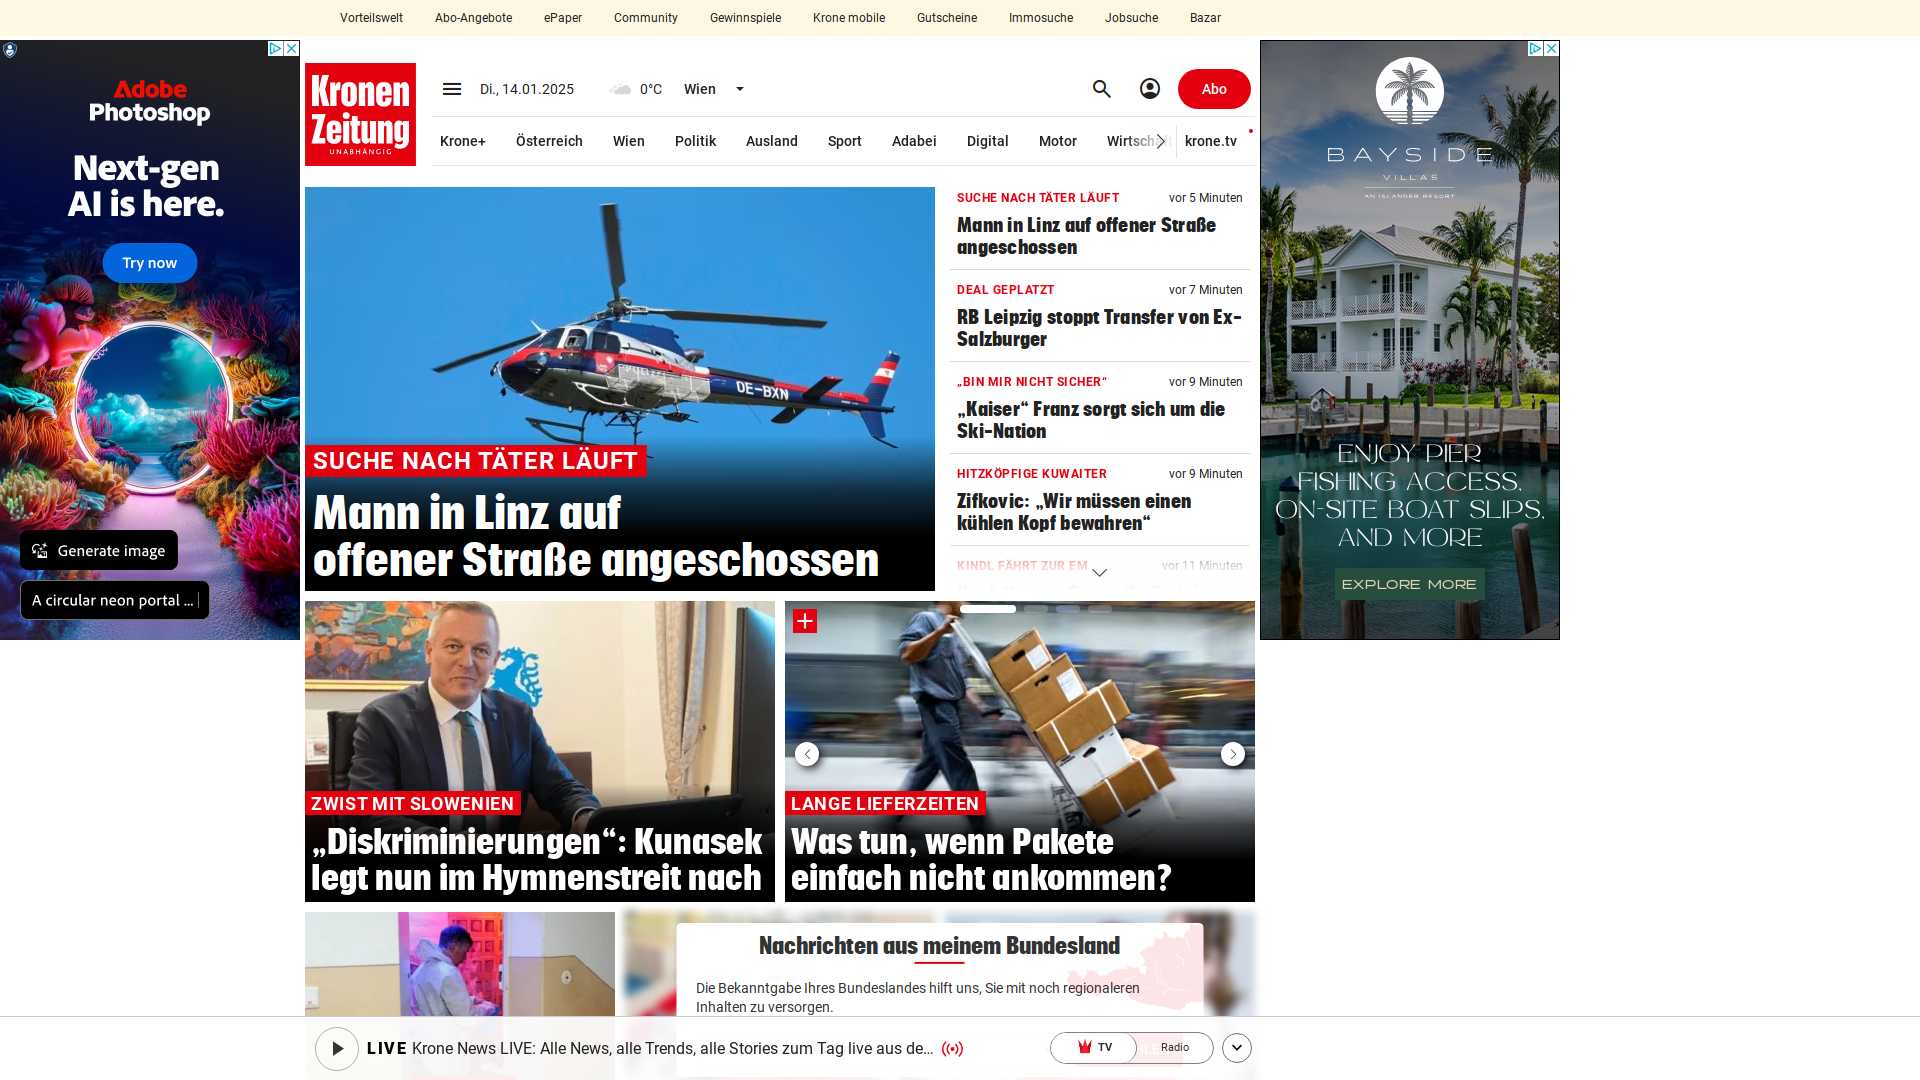 Vorteilswelt
Abo-Angebote
ePaper
Community
Gewinnspiele
Krone mobile
Gutscheine
Immosuche
Jobsuche
Bazar
Adobe
Photoshop
Next-gen
AI is here.
Try now
Generate image
A circular neon portal ...
Kronen
Zeitung
UNABHÄNGIG
Di., 14.01.2025
0°C
Wien
Abo
Krone+
Österreich
Wien
Politik
Ausland
Sport
Adabei
Digital
Motor
Wirtscha
krone.tv
POLIZEI
OE-BXN
SUCHE NACH TÄTER LÄUFT
Mann in Linz auf
offener Straße angeschossen
SUCHE NACH TÄTER LÄUFT
vor 5 Minuten
Mann in Linz auf offener Straße
angeschossen
DEAL GEPLATZT
vor 7 Minuten
RB Leipzig stoppt Transfer von Ex-
Salzburger
„BIN MIR NICHT SICHER“
vor 9 Minuten
„Kaiser“ Franz sorgt sich um die
Ski-Nation
HITZKÖPFIGE KUWAITER
vor 9 Minuten
Zifkovic: „Wir müssen einen
kühlen Kopf bewahren“
KINDL FÄHRT ZUR EM
vor 11 Minuten
BAYSIDE
VILLAS
AN ISLANDER RESORT
ENJOY PIER
FISHING ACCESS,
ON-SITE BOAT SLIPS,
AND MORE
EXPLORE MORE
ZWIST MIT SLOWENIEN
„Diskriminierungen“: Kunasek
legt nun im Hymnenstreit nach
LANGE LIEFERZEITEN
Was tun, wenn Pakete
einfach nicht ankommen?
Nachrichten aus meinem Bundesland
Die Bekanntgabe Ihres Bundeslandes hilft uns, Sie mit noch regionaleren
Inhalten zu versorgen.
LIVE Krone News LIVE: Alle News, alle Trends, alle Stories zum Tag live aus de...
TV
Radio